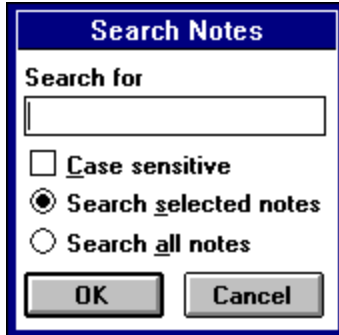 Search Notes
Search for
Case sensitive
Search selected notes
Search all notes
OK Cancel